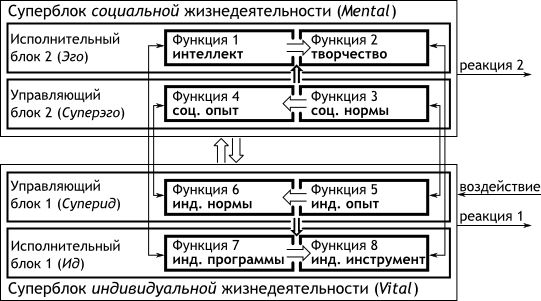 Суперблок социальной жизнедеятельности (Mental)
Исполнительный
блок 2 (Эго)
Функция 1
интеллект
Функция 2
творчество
реакция 2
Управляющий
блок 2 (Суперэго)
Функция 4
соц. опыт
Функция 3
соц. нормы
Управляющий
блок 1 (Суперид)
Функция 6
инд. нормы
Функция 5
инд. опыт
воздействие
реакция 1
Исполнительный
блок 1 (Ид)
Функция 7
инд. программы
Функция 8
инд. инструмент
Суперблок индивидуальной жизнедеятельности (Vital)